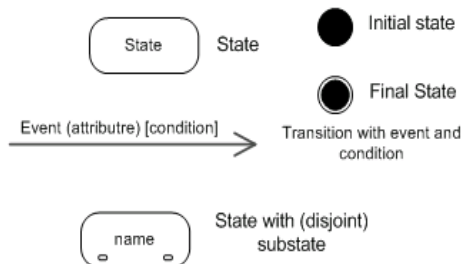 State
State
Initial state
Final State
Event (attributre) [condition]
Transition with event and
condition
name
State with (disjoint)
substate